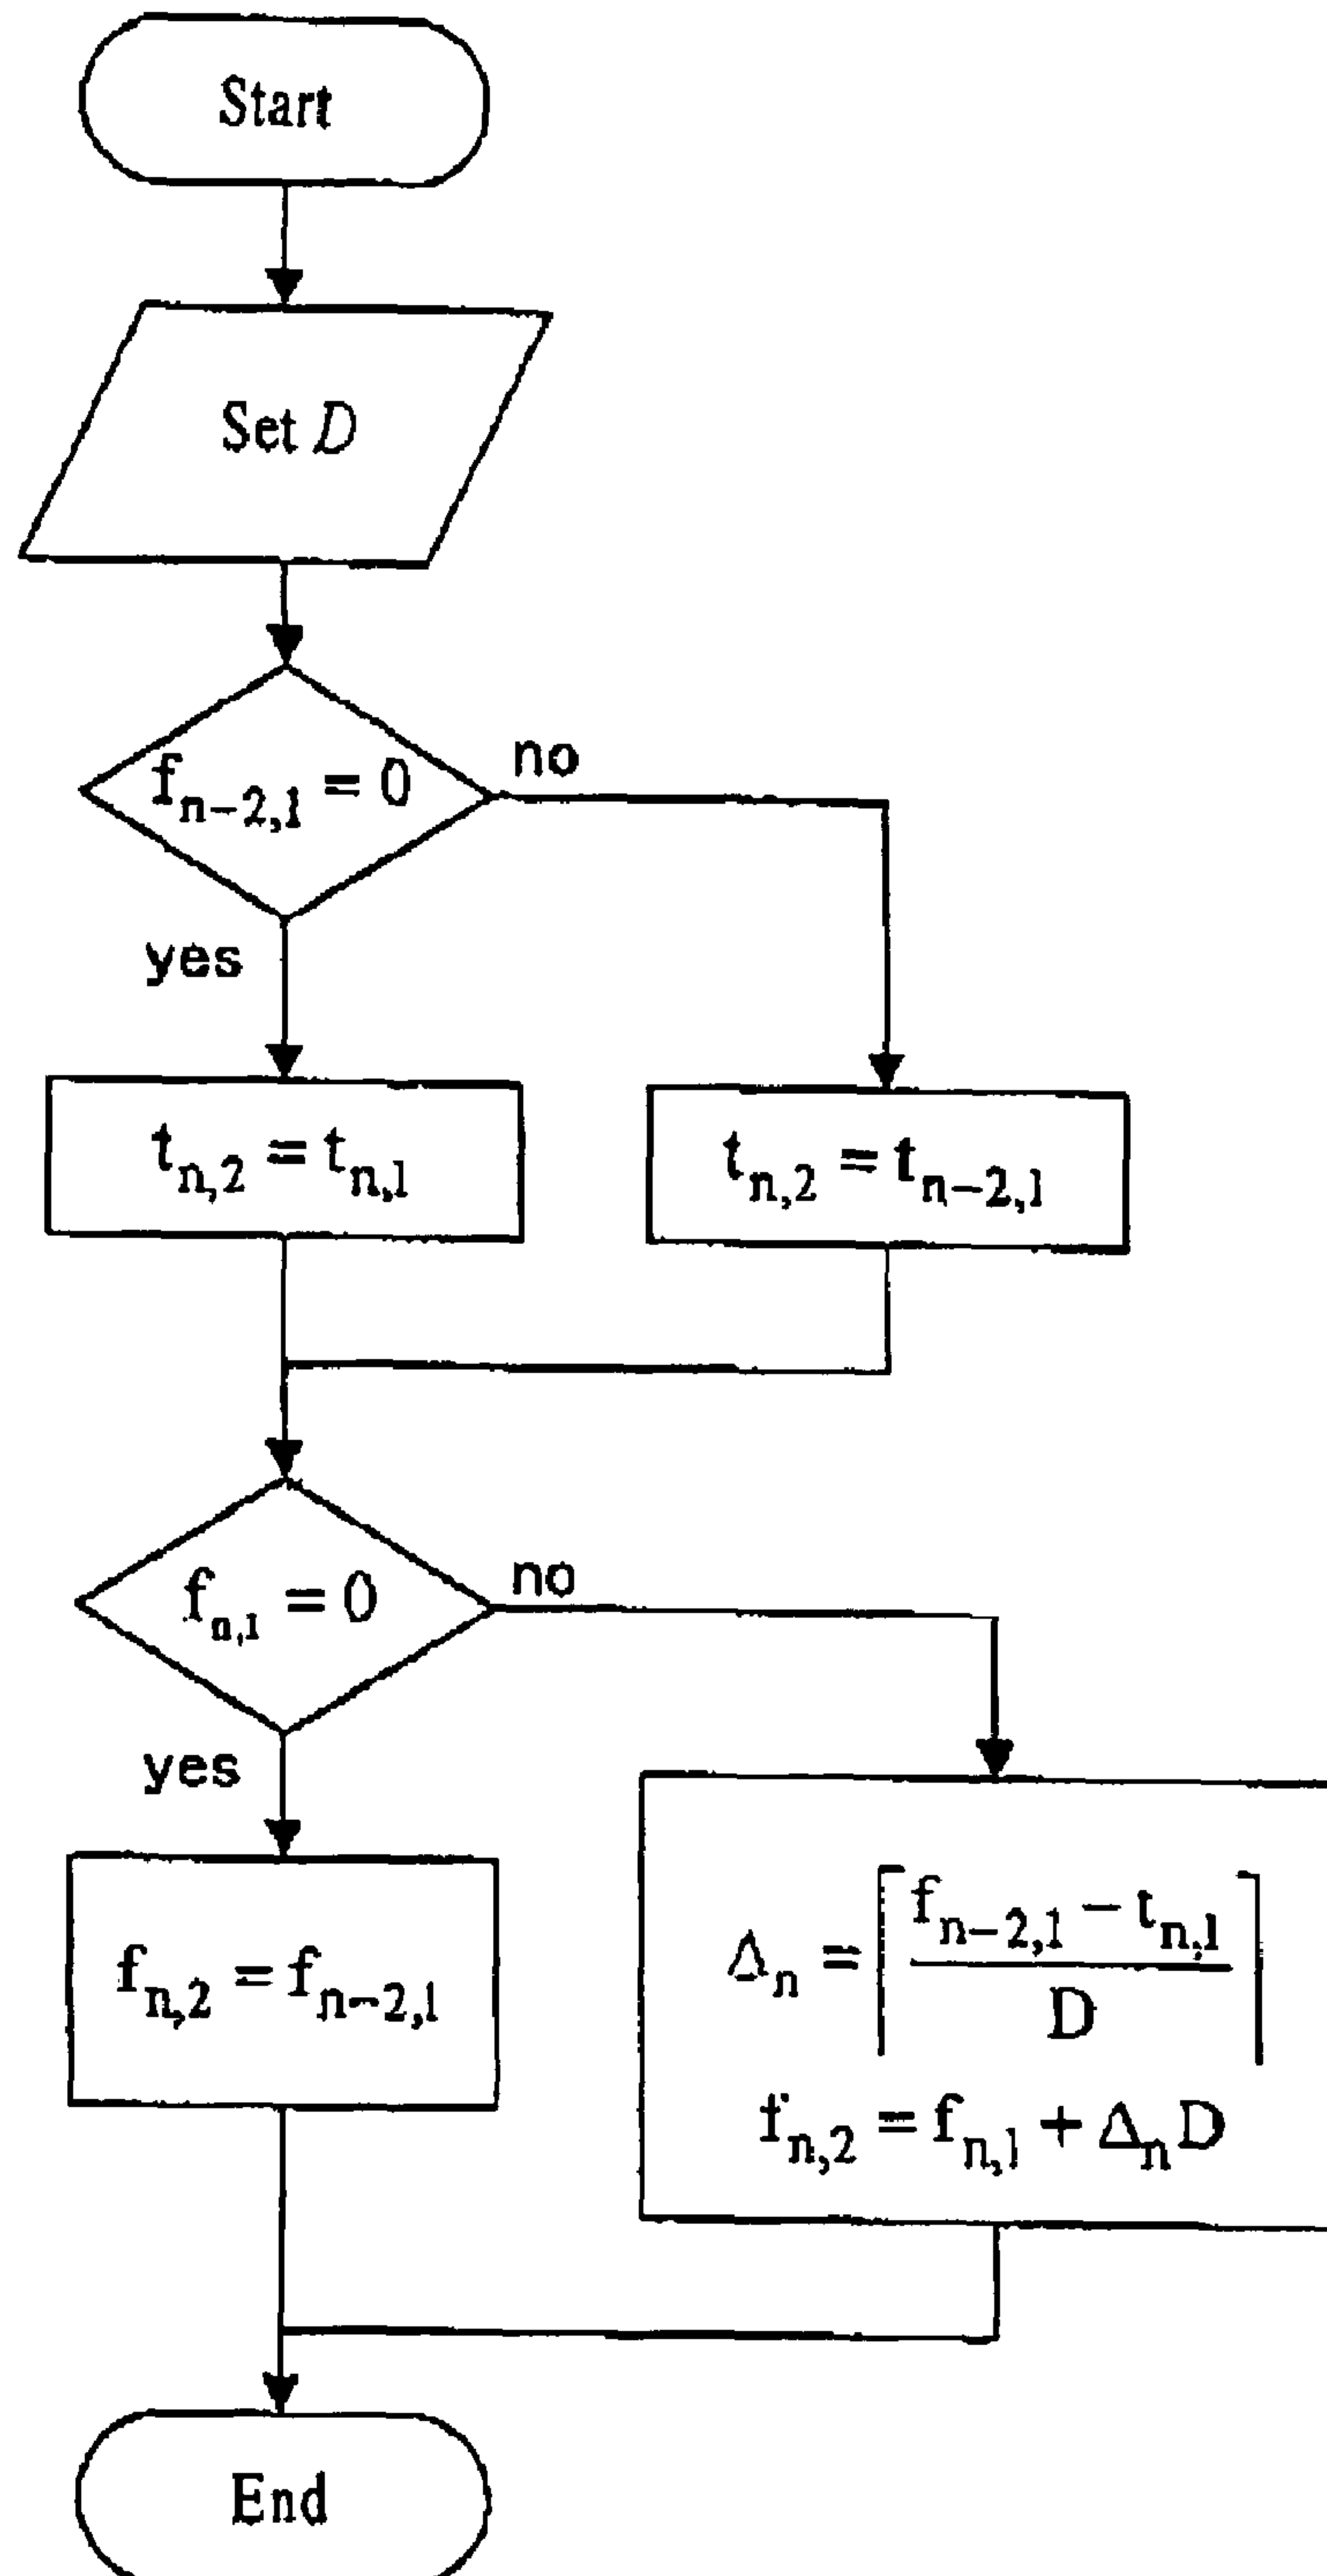 Start
Set D
f_{n-2,1} = 0
no
yes
t_{n,2} = t_{n,1}
t_{n,2} = t_{n-2,1}
f_{n,1} = 0
no
yes
f_{n,2} = f_{n-2,1}
Δ_n = ⌈(f_{n-2,1} − t_{n,1}) / D⌉
f_{n,2} = f_{n,1} + Δ_n D
End